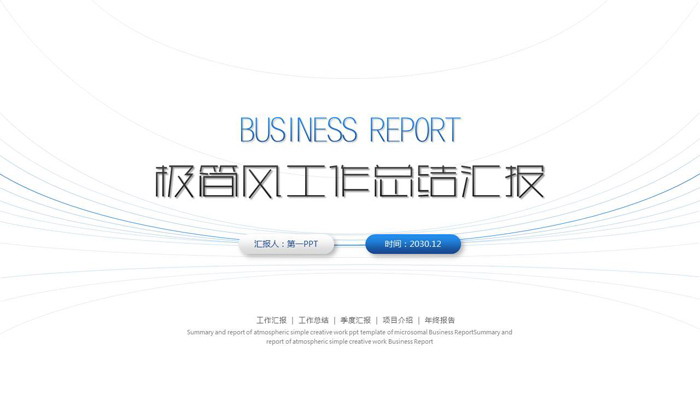 BUSINESS REPORT
极简风工作总结汇报
汇报人：第一PPT
时间：2030.12
工作汇报 | 工作总结 | 季度汇报 | 项目介绍 | 年终报告
Summary and report of atmospheric simple creative work ppt template of microsomal Business ReportSummary and
report of atmospheric simple creative work Business Report